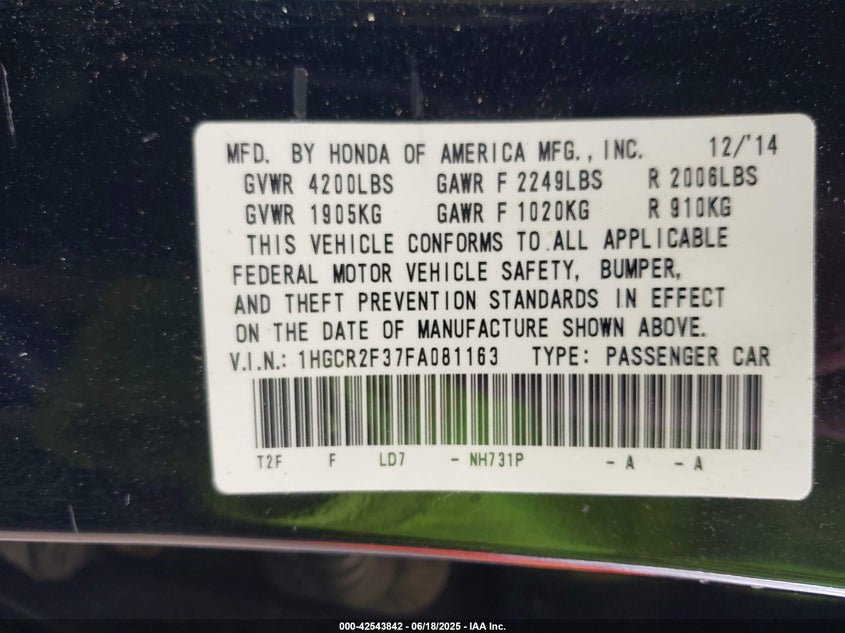 MFD. BY HONDA OF AMERICA MFG., INC. 12/'14
GVWR 4200LBS GAWR F 2249LBS R 2006LBS
GVWR 1905KG GAWR F 1020KG R 910KG
THIS VEHICLE CONFORMS TO ALL APPLICABLE
FEDERAL MOTOR VEHICLE SAFETY, BUMPER,
AND THEFT PREVENTION STANDARDS IN EFFECT
ON THE DATE OF MANUFACTURE SHOWN ABOVE.
V.I.N.: 1HGCR2F37FA081163 TYPE: PASSENGER CAR
T2F F LD7 - NH731P - A - A
000-42543842 - 06/18/2025 - IAA Inc.